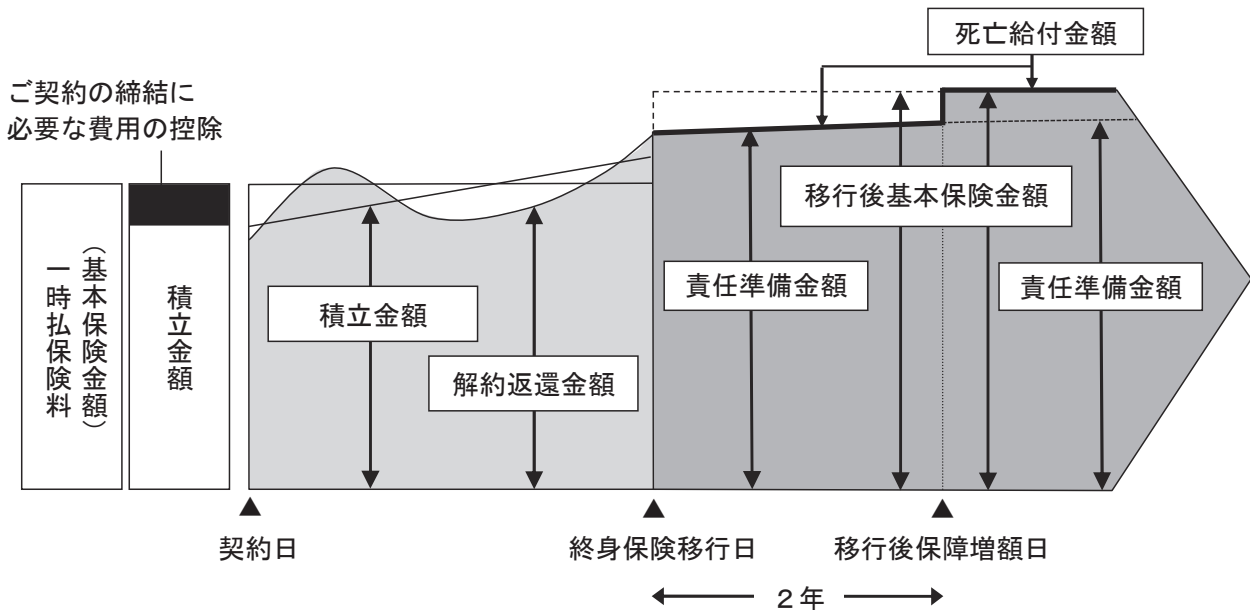 死亡給付金額
ご契約の締結に
必要な費用の控除
一時払保険料
（基本保険金額）
積立金額
積立金額
解約返還金額
責任準備金額
移行後基本保険金額
責任準備金額
契約日
終身保険移行日
移行後保障増額日
2年